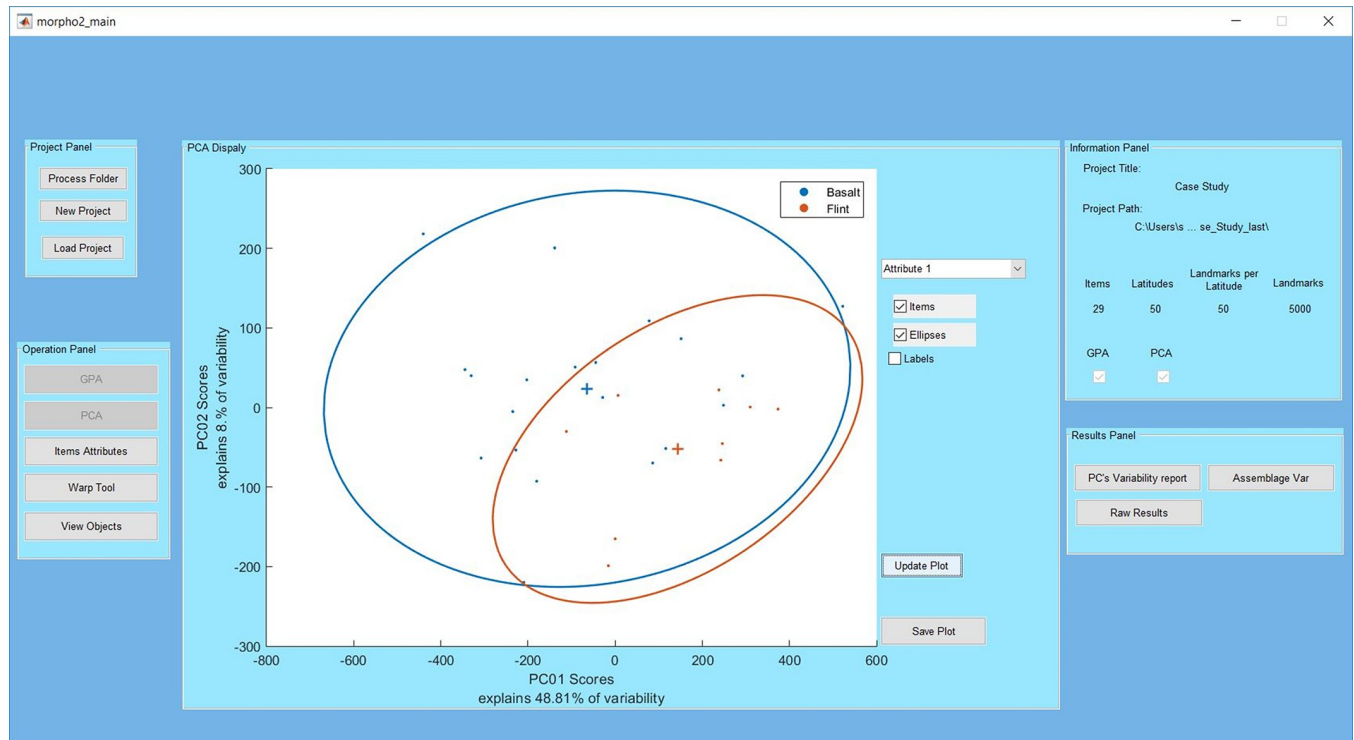 morpho2_main
Project Panel
Process Folder
New Project
Load Project
Operation Panel
GPA
PCA
Items Attributes
Warp Tool
View Objects
PCA Dispaly
300
200
100
0
-100
-200
-300
-800
-600
-400
-200
0
200
400
600
PC02 Scores
explains 8.% of variability
PC01 Scores
explains 48.81% of variability
Basalt
Flint
Attribute 1
Items
Ellipses
Labels
Update Plot
Save Plot
Information Panel
Project Title:
Case Study
Project Path:
C:\Users\s ... se_Study_last\
Items
Latitudes
Landmarks per
Latitude
Landmarks
29
50
50
5000
GPA
PCA
Results Panel
PC's Variability report
Assemblage Var
Raw Results